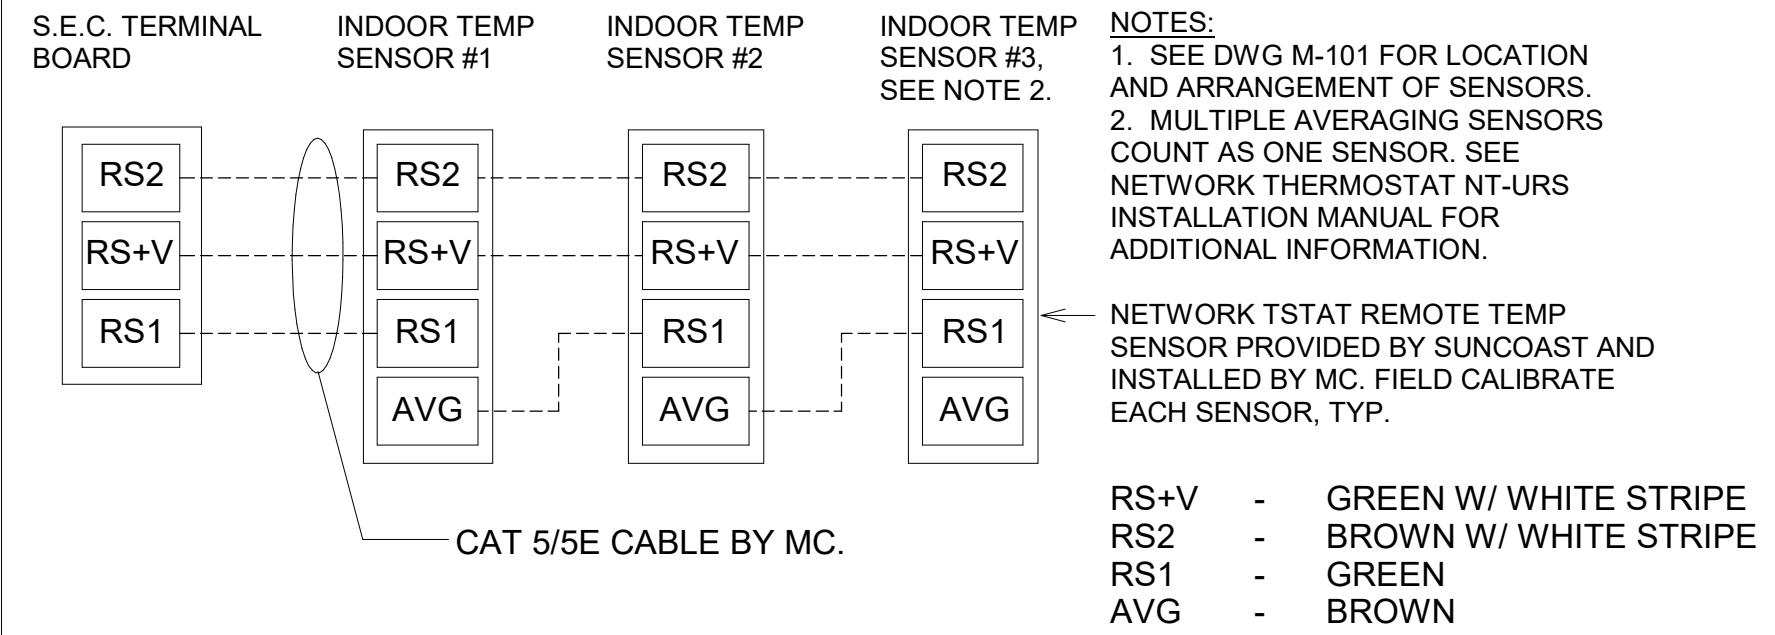 S.E.C. TERMINAL
BOARD
INDOOR TEMP
SENSOR #1
INDOOR TEMP
SENSOR #2
INDOOR TEMP
SENSOR #3,
SEE NOTE 2.
RS2
RS+V
RS1
RS2
RS+V
RS1
AVG
RS2
RS+V
RS1
AVG
RS2
RS+V
RS1
AVG
CAT 5/5E CABLE BY MC.
NOTES:
1. SEE DWG M-101 FOR LOCATION
AND ARRANGEMENT OF SENSORS.
2. MULTIPLE AVERAGING SENSORS
COUNT AS ONE SENSOR. SEE
NETWORK THERMOSTAT NT-URS
INSTALLATION MANUAL FOR
ADDITIONAL INFORMATION.
NETWORK TSTAT REMOTE TEMP
SENSOR PROVIDED BY SUNCOAST AND
INSTALLED BY MC. FIELD CALIBRATE
EACH SENSOR, TYP.
RS+V - GREEN W/ WHITE STRIPE
RS2 - BROWN W/ WHITE STRIPE
RS1 - GREEN
AVG - BROWN